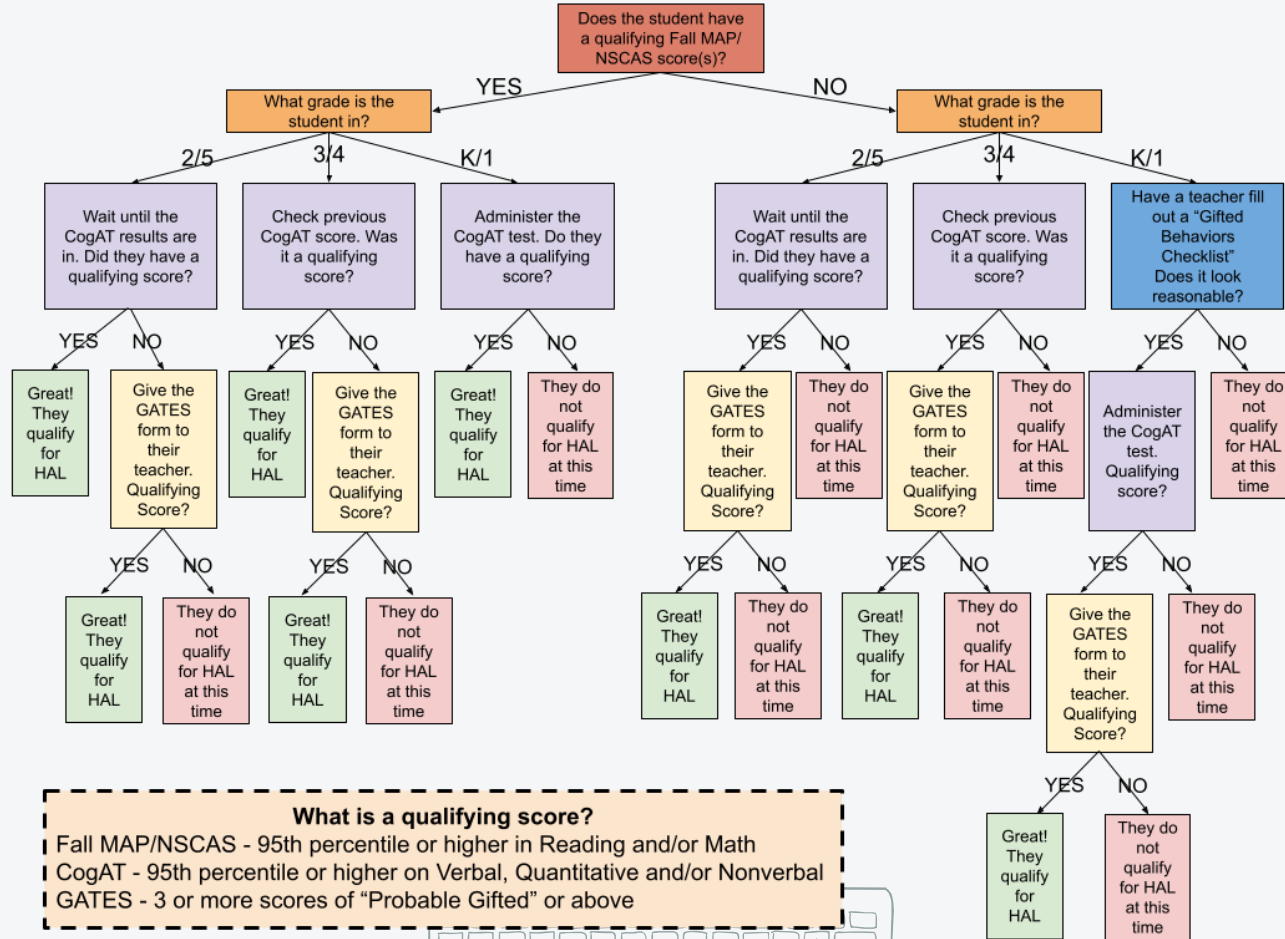 Does the student have
a qualifying Fall MAP/
NSCAS score(s)?
YES
NO
What grade is the
student in?
What grade is the
student in?
2/5
3/4
K/1
2/5
3/4
K/1
Wait until the
CogAT results are
in. Did they have a
qualifying score?
Check previous
CogAT score. Was
it a qualifying
score?
Administer the
CogAT test. Do they
have a qualifying
score?
Wait until the
CogAT results are
in. Did they have a
qualifying score?
Check previous
CogAT score. Was
it a qualifying
score?
Have a teacher fill
out a “Gifted
Behaviors
Checklist”
Does it look
reasonable?
YES
NO
YES
NO
YES
NO
YES
NO
YES
NO
YES
NO
Great!
They
qualify
for
HAL
Give the
GATES
form to
their
teacher.
Qualifying
Score?
Great!
They
qualify
for
HAL
Give the
GATES
form to
their
teacher.
Qualifying
Score?
Great!
They
qualify
for
HAL
They do
not
qualify
for HAL
at this
time
Give the
GATES
form to
their
teacher.
Qualifying
Score?
They do
not
qualify
for HAL
at this
time
Give the
GATES
form to
their
teacher.
Qualifying
Score?
They do
not
qualify
for HAL
at this
time
Administer
the CogAT
test.
Qualifying
score?
They do
not
qualify
for HAL
at this
time
YES
NO
YES
NO
YES
NO
YES
NO
YES
NO
Great!
They
qualify
for
HAL
They do
not
qualify
for HAL
at this
time
Great!
They
qualify
for
HAL
They do
not
qualify
for HAL
at this
time
Great!
They
qualify
for
HAL
They do
not
qualify
for HAL
at this
time
Great!
They
qualify
for
HAL
They do
not
qualify
for HAL
at this
time
Give the
GATES
form to
their
teacher.
Qualifying
Score?
They do
not
qualify
for HAL
at this
time
YES
NO
Great!
They
qualify
for
HAL
They do
not
qualify
for HAL
at this
time
What is a qualifying score?
Fall MAP/NSCAS - 95th percentile or higher in Reading and/or Math
CogAT - 95th percentile or higher on Verbal, Quantitative and/or Nonverbal
GATES - 3 or more scores of “Probable Gifted” or above